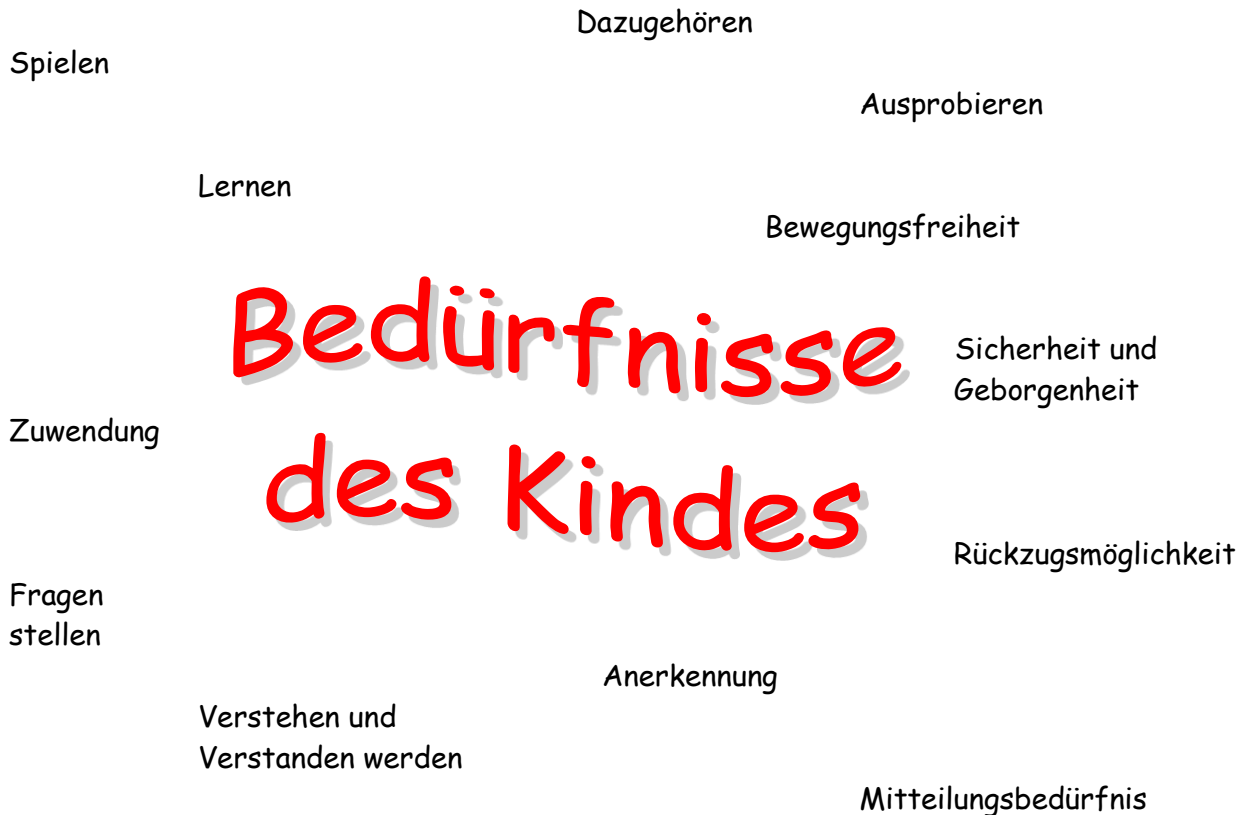 Dazugehören
Spielen
Ausprobieren
Lernen
Bewegungsfreiheit
Bedürfnisse
des Kindes
Sicherheit und
Geborgenheit
Zuwendung
Rückzugsmöglichkeit
Fragen
stellen
Anerkennung
Verstehen und
Verstanden werden
Mitteilungsbedürfnis